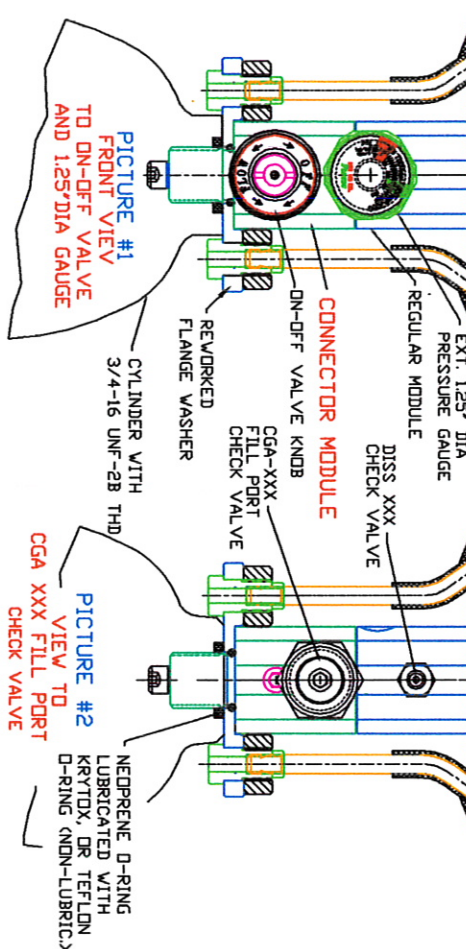 PICTURE #1
FRONT VIEV
TO ON-OFF VALVE
AND 1.25"DIA GAUGE
EXT. 1.25" DIA
PRESSURE GAUGE
REGULAR MODULE
CONNECTOR MODULE
ON-OFF VALVE KNOB
REWORKED
FLANGE WASHER
CYLINDER WITH
3/4-16 UNF-2B THD
DISS XXX
CHECK VALVE
CGA-XXX
FILL PORT
CHECK VALVE
PICTURE #2
VIEW TO
CGA XXX FILL PORT
CHECK VALVE
NEOPRENE O-RING
LUBRICATED WITH
KRYTOX, OR TEFLON
O-RING (NON-LUBRIC.)